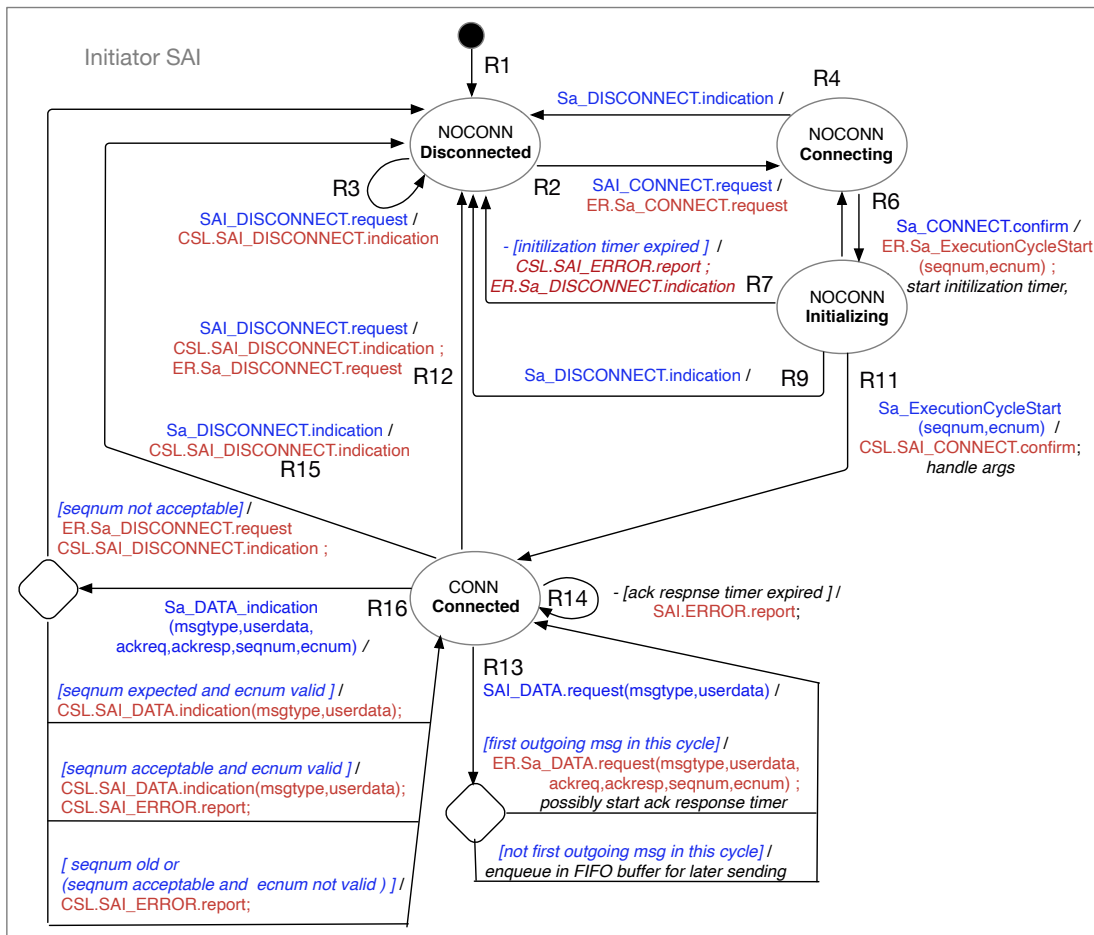 Initiator SAI
R1
R4
Sa_DISCONNECT.indication /
NOCONN
Disconnected
NOCONN
Connecting
R3
R2
SAI_CONNECT.request /
ER.Sa_CONNECT.request
R6
SAI_DISCONNECT.request /
CSL.SAI_DISCONNECT.indication
Sa_CONNECT.confirm /
ER.Sa_ExecutionCycleStart
(seqnum,ecnum) ;
start initilization timer,
- [initilization timer expired ] /
CSL.SAI_ERROR.report ;
ER.Sa_DISCONNECT.indication
R7
NOCONN
Initializing
SAI_DISCONNECT.request /
CSL.SAI_DISCONNECT.indication ;
ER.Sa_DISCONNECT.request
R12
Sa_DISCONNECT.indication /
R9
R11
Sa_ExecutionCycleStart
(seqnum,ecnum) /
CSL.SAI_CONNECT.confirm;
handle args
Sa_DISCONNECT.indication /
CSL.SAI_DISCONNECT.indication
R15
[seqnum not acceptable] /
ER.Sa_DISCONNECT.request
CSL.SAI_DISCONNECT.indication ;
CONN
Connected
R14
- [ack respnse timer expired ] /
SAI.ERROR.report;
R16
Sa_DATA_indication
(msgtype,userdata,
ackreq,ackresp,seqnum,ecnum) /
R13
SAI_DATA.request(msgtype,userdata) /
[seqnum expected and ecnum valid ] /
CSL.SAI_DATA.indication(msgtype,userdata);
[first outgoing msg in this cycle] /
ER.Sa_DATA.request(msgtype,userdata,
ackreq,ackresp,seqnum,ecnum) ;
possibly start ack response timer
[seqnum acceptable and ecnum valid ] /
CSL.SAI_DATA.indication(msgtype,userdata);
CSL.SAI_ERROR.report;
[not first outgoing msg in this cycle] /
enqueue in FIFO buffer for later sending
[ seqnum old or
(seqnum acceptable and ecnum not valid ) ] /
CSL.SAI_ERROR.report;